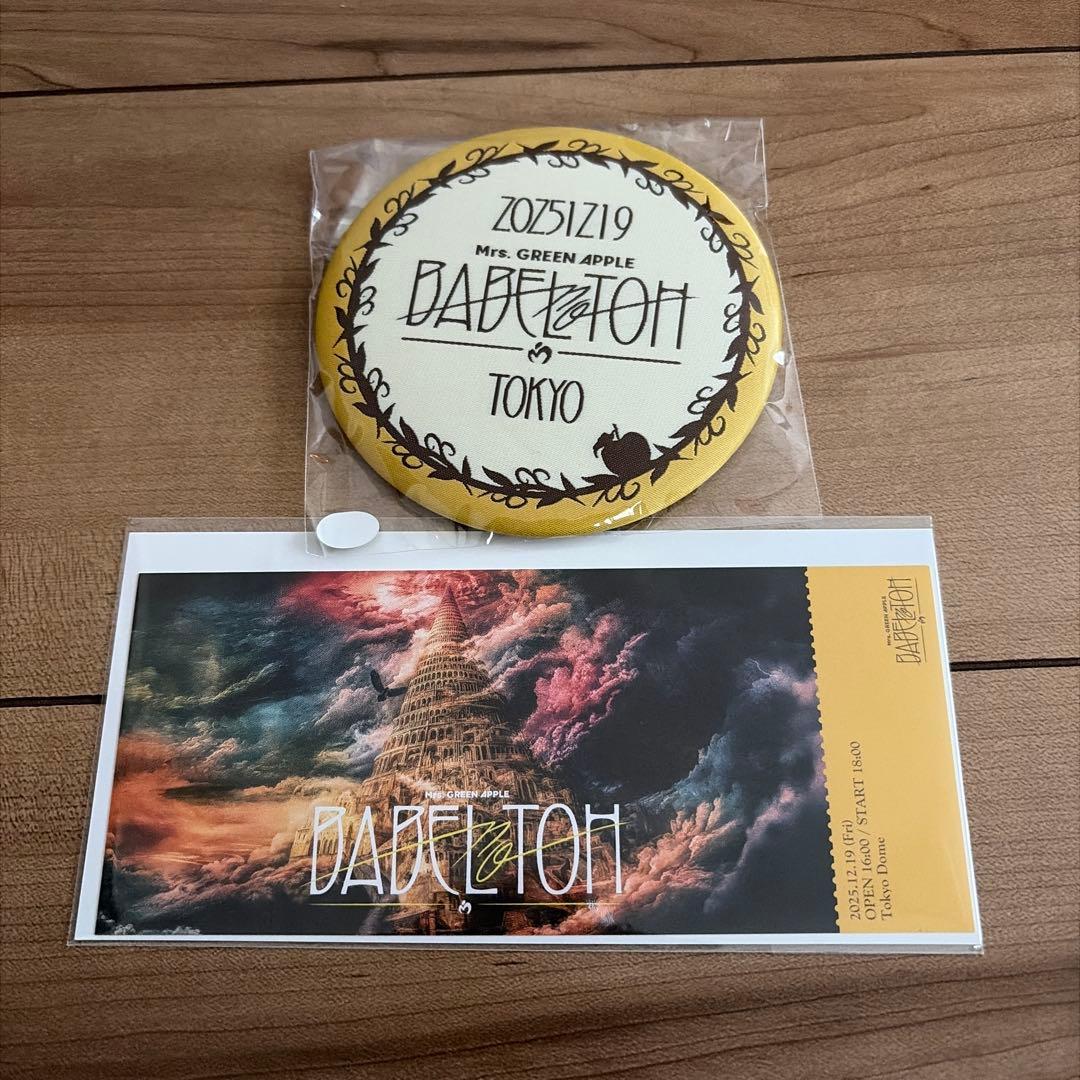 20251219
Mrs. GREEN APPLE
BABEL no TOH
TOKYO
Mrs. GREEN APPLE
BABEL no TOH
Mrs. GREEN APPLE
BABEL no TOH
2025.12.19 (Fri)
OPEN 16:00 / START 18:00
Tokyo Dome